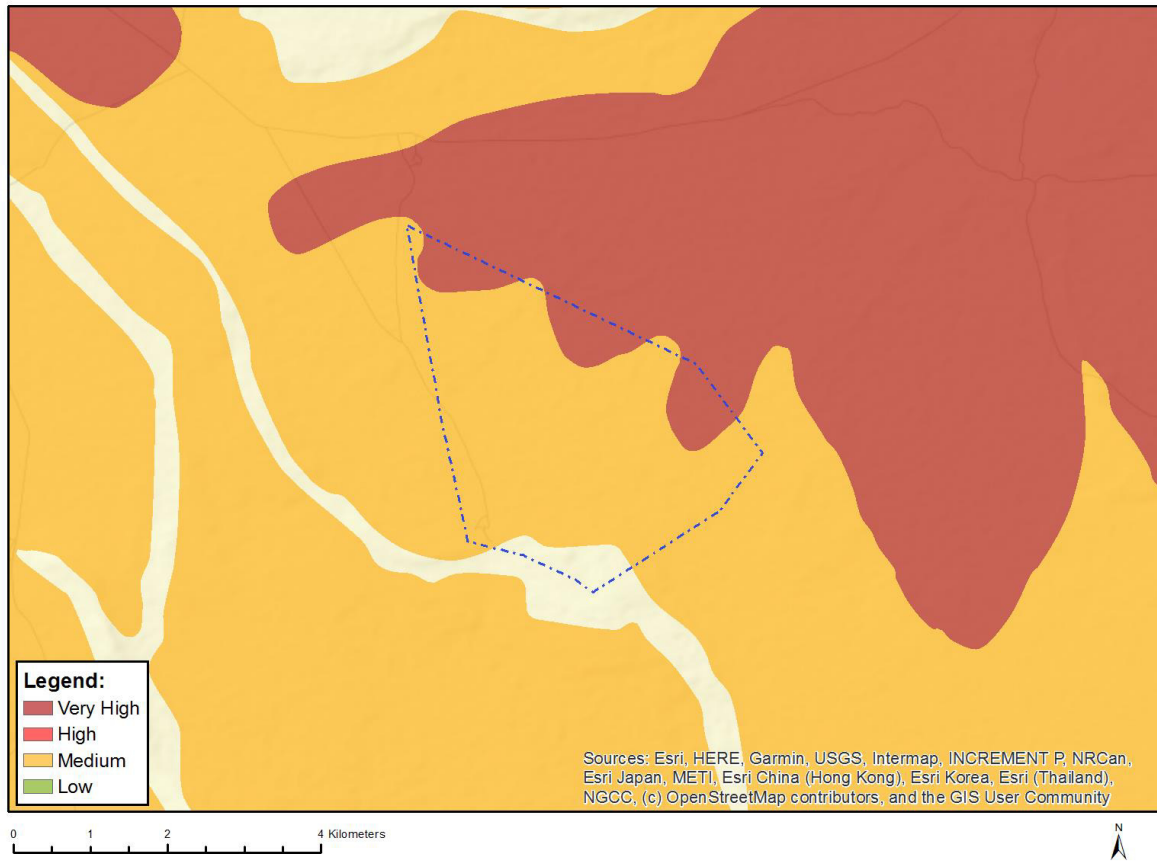 Legend:
Very High
High
Medium
Low
Sources: Esri, HERE, Garmin, USGS, Intermap, INCREMENT P, NRCan,
Esri Japan, METI, Esri China (Hong Kong), Esri Korea, Esri (Thailand),
NGCC, (c) OpenStreetMap contributors, and the GIS User Community
0 1 2 4 Kilometers
N